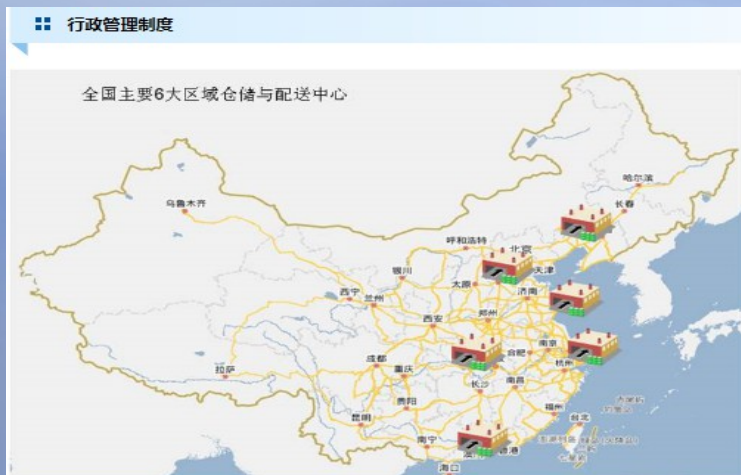 行政管理制度
全国主要6大区域仓储与配送中心
哈尔滨
长春
乌鲁木齐
呼和浩特
北京
天津
银川
太原
济南
西宁
兰州
西安
郑州
南京
合肥
杭州
拉萨
成都
重庆
长沙
南昌
贵阳
福州
台北
昆明
南宁
香港
海口